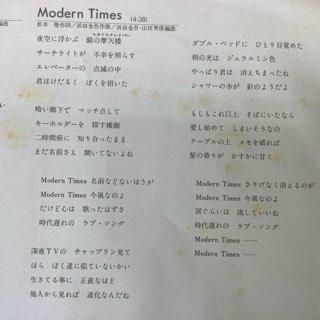 Modern Times (4:38)
松本 隆作詞/浜田金吾作曲/浜田金吾・山田秀俊編曲
夜空に浮かぶ 銀の摩天楼
サーチライトが 不幸を照らす
エレベーターの 点滅の中
君はけだるく ぼくを招いた
暗い廊下で マッチ点して
キーホルダーを 探す横顔
二時間前に 知り合ったまま
まだ名前さえ 聞いてないよね
Modern Times 名前などないほうが
Modern Times 今風なのよ
だけど心は 歌ったはずさ
時代遅れの ラブ・ソング
深夜TVの チャップリン見て
ほら ぼく達に似ていないかい
生きてる事に 正直なほど
他人から見れば 道化なんだね
ダブル・ベッドに ひとり目覚めた
朝の光は ジュラルミン色
やっぱり君は 消えちまったね
シャワーの水が 針のようだよ
もしもこれ以上 そばにいたなら
愛し始めて しまいそうなの
テーブルの上 メモを破れば
髪の香りが かすかに甘く
Modern Times さりげなく消えるのが
Modern Times 今風なのよ
涙ぐらいは 流していいね
時代遅れの ラブ・ソング
Modern Times ……
Modern Times ……